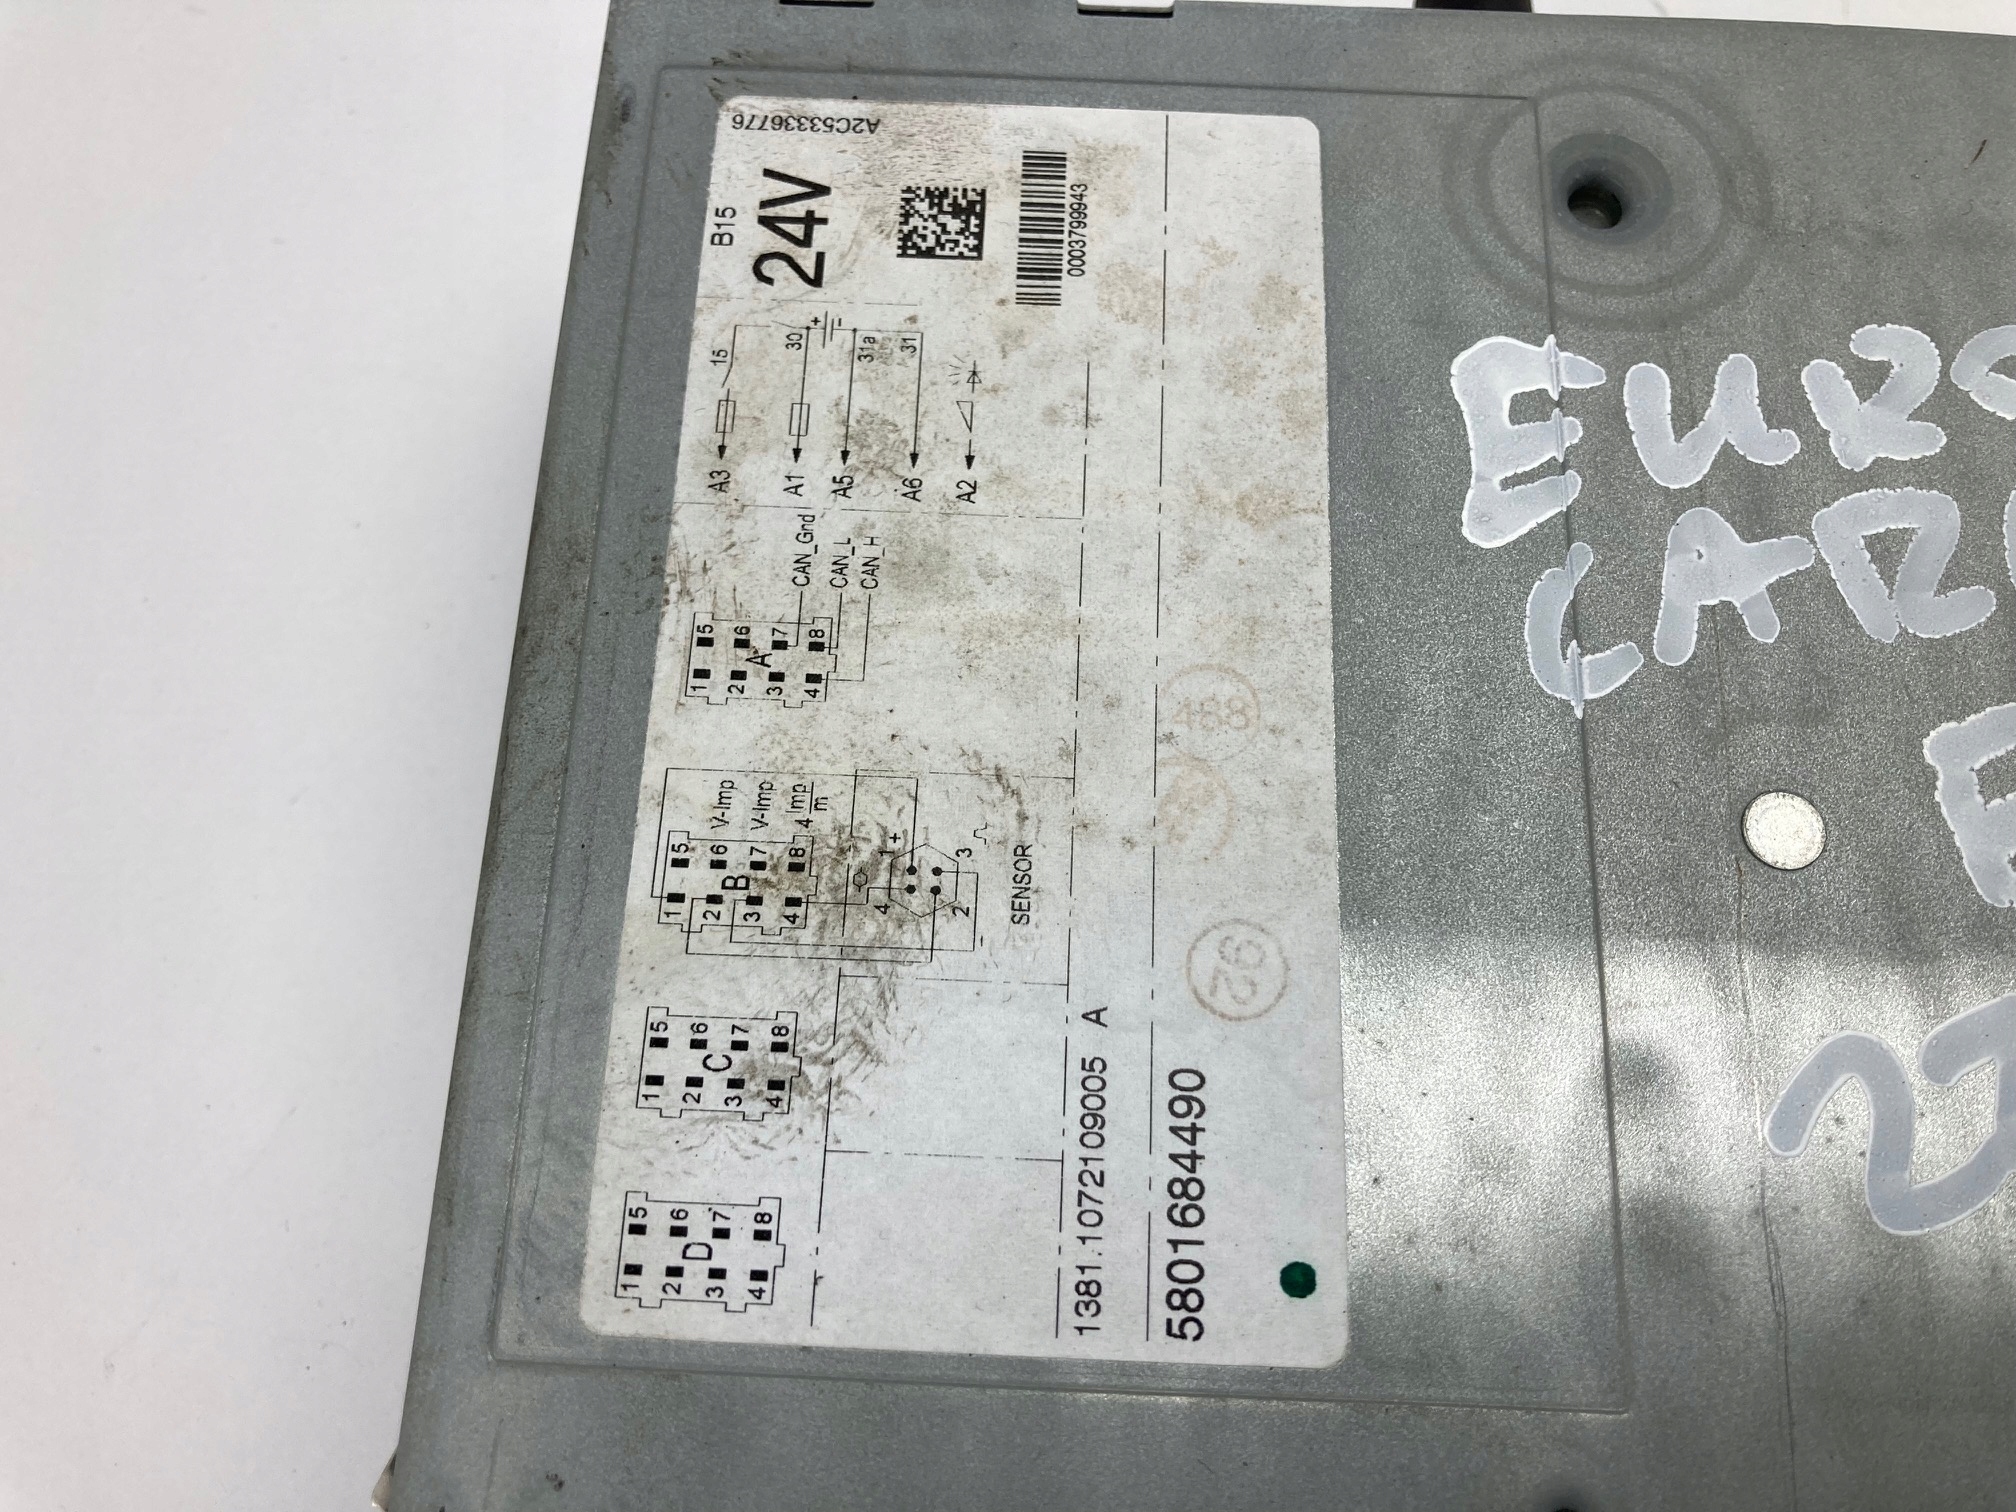 A2C53336776
B15
24V
0003799943
15
30
+
-
31a
31
A3
A1
A5
A6
A2
CAN_Gnd
CAN_L
CAN_H
1 5
2 6
A
3 7
4 8
V-Imp
V-Imp
4 Imp
m
1 5
2 6
B
3 7
4 8
1 +
4
3
2
-
SENSOR
1 5
2 6
C
3 7
4 8
1 5
2 6
D
3 7
4 8
1381.1072109005 A
5801684490
488
92
EURO
CAR